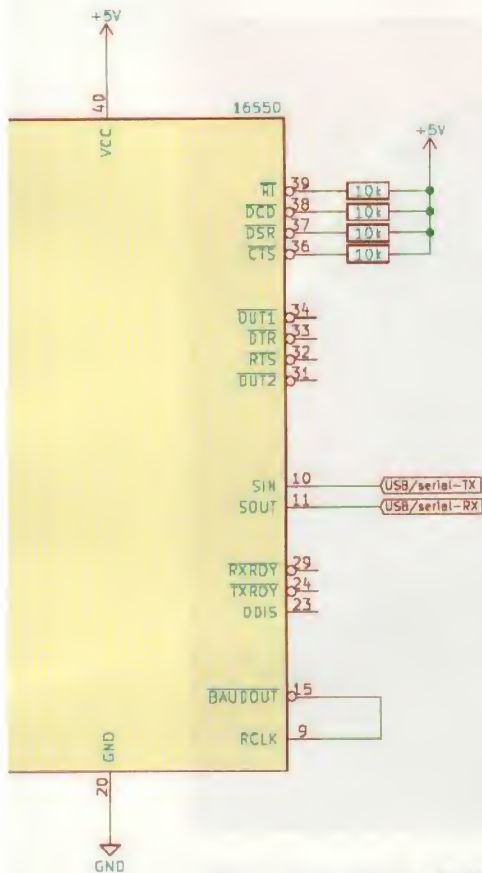 +5V
40
VCC
16550
+5V
RI 39 10k
DCD 38 10k
DSR 37 10k
CTS 36 10k
OUT1 34
DTR 33
RTS 32
OUT2 31
SIN 10 USB/serial-TX
SOUT 11 USB/serial-RX
RXRDY 29
TXRDY 24
DDIS 23
BAUDOUT 15
RCLK 9
GND
20
GND